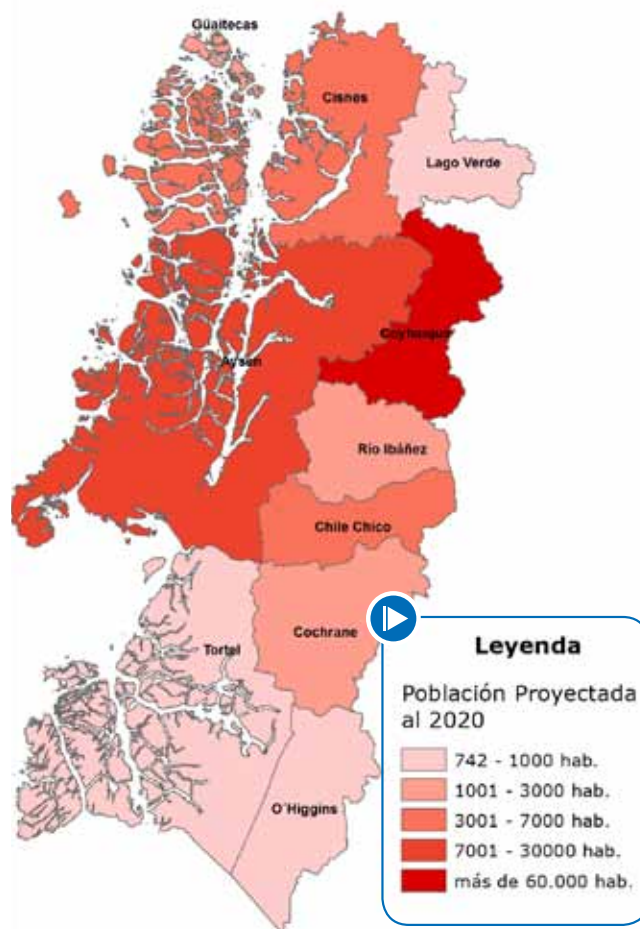 Güaitecas
Cisnes
Lago Verde
Coyhaique
Aysén
Río Ibáñez
Chile Chico
Cochrane
Tortel
O'Higgins
Leyenda
Población Proyectada
al 2020
742 - 1000 hab.
1001 - 3000 hab.
3001 - 7000 hab.
7001 - 30000 hab.
más de 60.000 hab.